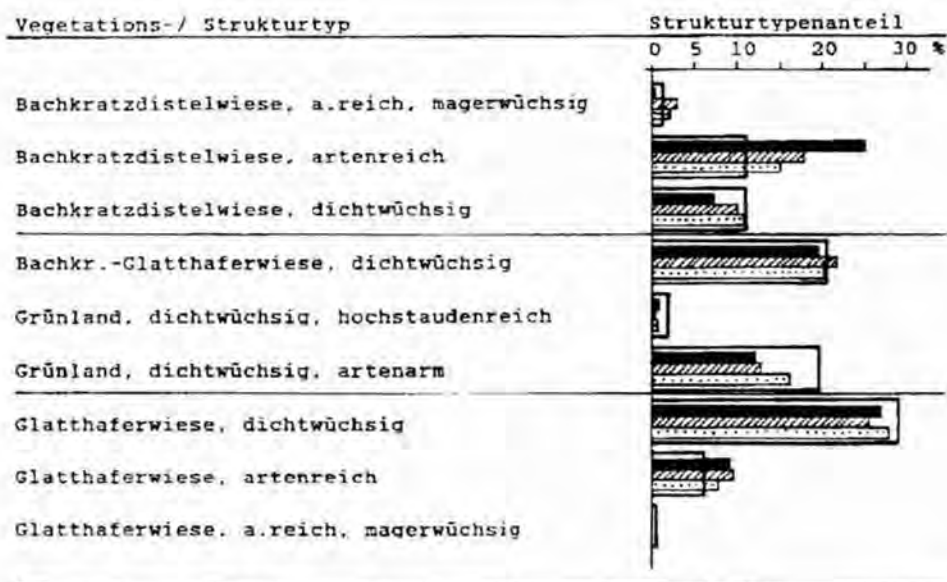 Vegetations-/ Strukturtyp Strukturtypenanteil
0 5 10 20 30 %
Bachkratzdistelwiese, a.reich, magerwüchsig
Bachkratzdistelwiese, artenreich
Bachkratzdistelwiese, dichtwüchsig
Bachkr.-Glatthaferwiese, dichtwüchsig
Grünland, dichtwüchsig, hochstaudenreich
Grünland, dichtwüchsig, artenarm
Glatthaferwiese, dichtwüchsig
Glatthaferwiese, artenreich
Glatthaferwiese, a.reich, magerwüchsig